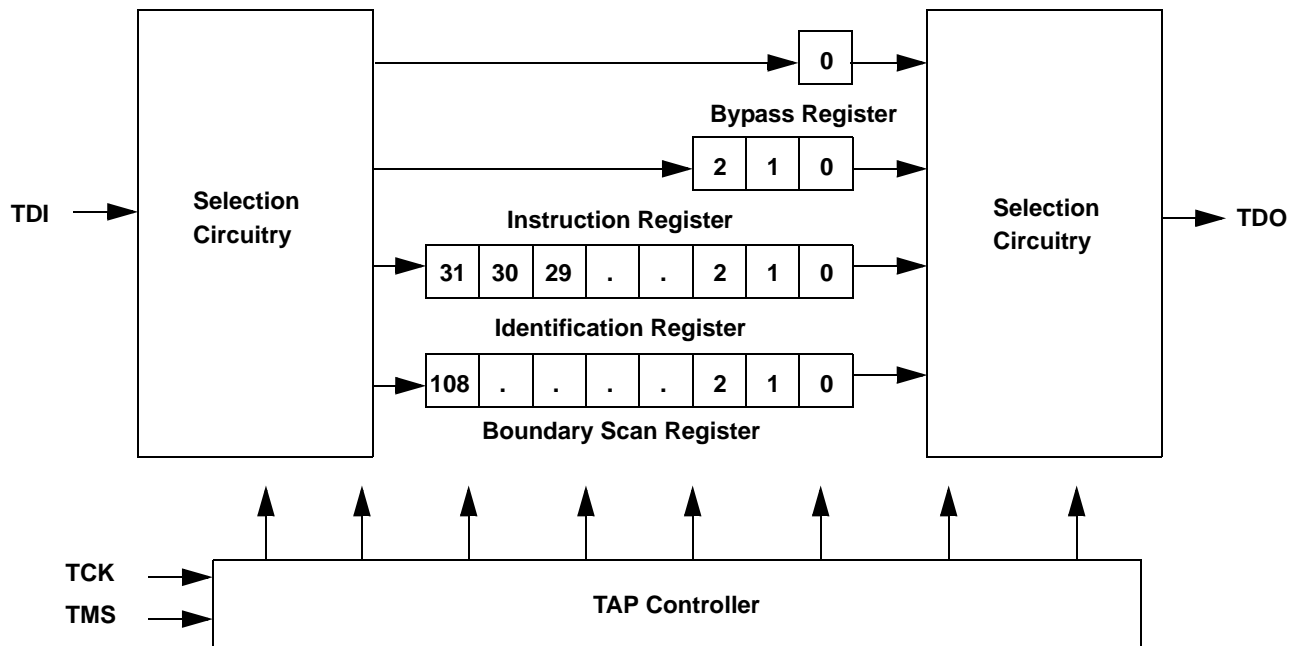 0
Bypass Register
2 1 0
Selection
Circuitry
Selection
Circuitry
TDI
TDO
Instruction Register
31 30 29 . . 2 1 0
Identification Register
108 . . . . 2 1 0
Boundary Scan Register
TCK
TMS
TAP Controller